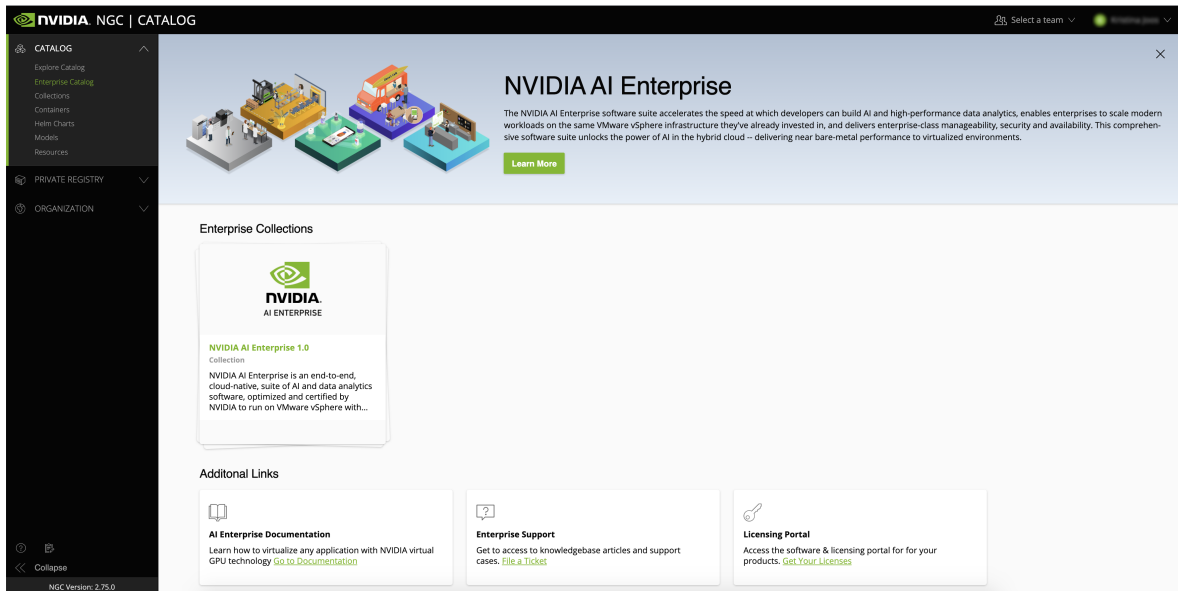 NVIDIA. NGC | CATALOG
Select a team
CATALOG
Explore Catalog
Enterprise Catalog
Collections
Containers
Helm Charts
Models
Resources
PRIVATE REGISTRY
ORGANIZATION
NVIDIA AI Enterprise
The NVIDIA AI Enterprise software suite accelerates the speed at which developers can build AI and high-performance data analytics, enables enterprises to scale modern
workloads on the same VMware vSphere infrastructure they've already invested in, and delivers enterprise-class manageability, security and availability. This comprehen-
sive software suite unlocks the power of AI in the hybrid cloud -- delivering near bare-metal performance to virtualized environments.
Learn More
Enterprise Collections
NVIDIA.
AI ENTERPRISE
NVIDIA AI Enterprise 1.0
Collection
NVIDIA AI Enterprise is an end-to-end,
cloud-native, suite of AI and data analytics
software, optimized and certified by
NVIDIA to run on VMware vSphere with...
Additonal Links
AI Enterprise Documentation
Learn how to virtualize any application with NVIDIA virtual
GPU technology Go to Documentation
Enterprise Support
Get to access to knowledgebase articles and support
cases. File a Ticket
Licensing Portal
Access the software & licensing portal for for your
products. Get Your Licenses
Collapse
NGC Version: 2.75.0